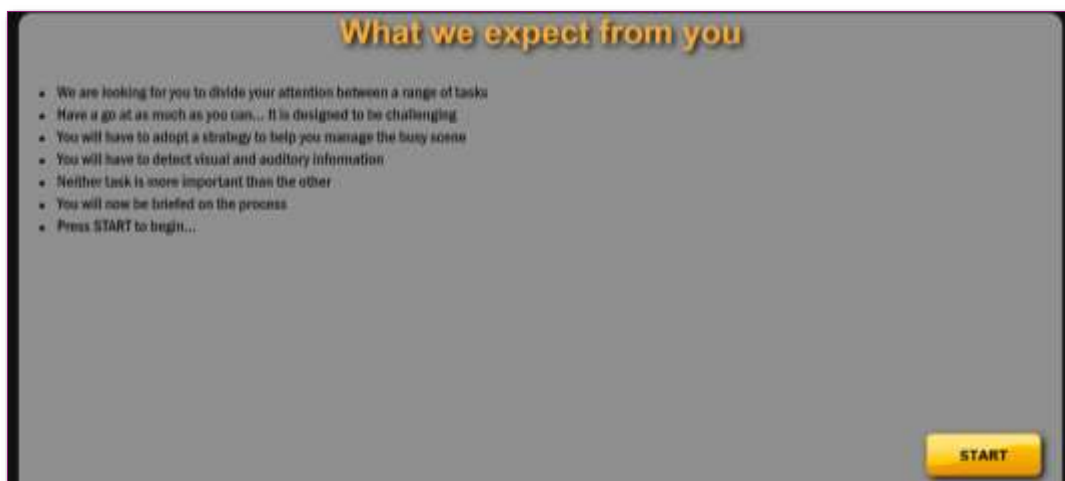 What we expect from you
• We are looking for you to divide your attention between a range of tasks
• Have a go at as much as you can... It is designed to be challenging
• You will have to adopt a strategy to help you manage the busy scene
• You will have to detect visual and auditory information
• Neither task is more important than the other
• You will now be briefed on the process
• Press START to begin...
START